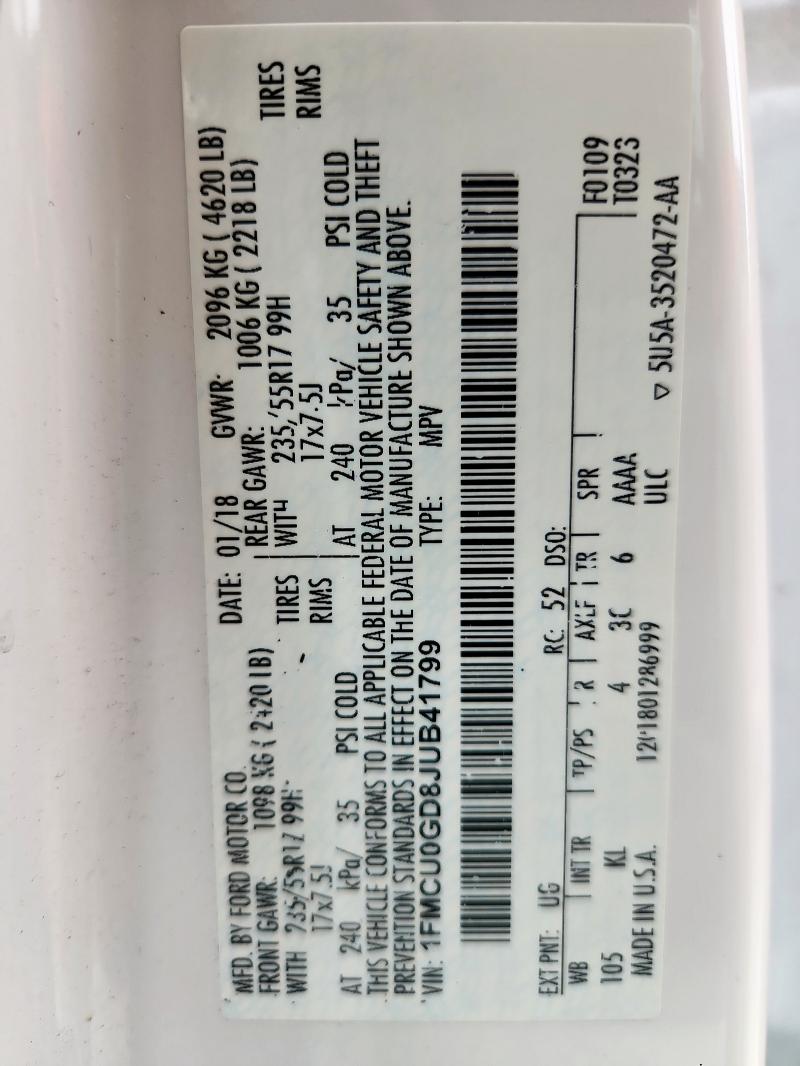 MFD. BY FORD MOTOR CO. DATE: 01/18 GVWR: 2096 KG ( 4620 LB)
FRONT GAWR: 1098 KG ( 2420 LB) REAR GAWR: 1006 KG ( 2218 LB)
WITH 235/55R17 99H TIRES WITH 235/55R17 99H TIRES
17x7.5J RIMS 17x7.5J RIMS
AT 240 kPa/ 35 PSI COLD AT 240 kPa/ 35 PSI COLD
THIS VEHICLE CONFORMS TO ALL APPLICABLE FEDERAL MOTOR VEHICLE SAFETY AND THEFT
PREVENTION STANDARDS IN EFFECT ON THE DATE OF MANUFACTURE SHOWN ABOVE.
VIN: 1FMCU0GD8JUB41799 TYPE: MPV
EXT PNT: UG RC: 52 DSO: F0109
WB INT TR TP/PS R AXLE TR SPR T0323
105 KL 4 6 AAAA
MADE IN U.S.A. ULC ▽ 5U5A-3520472-AA